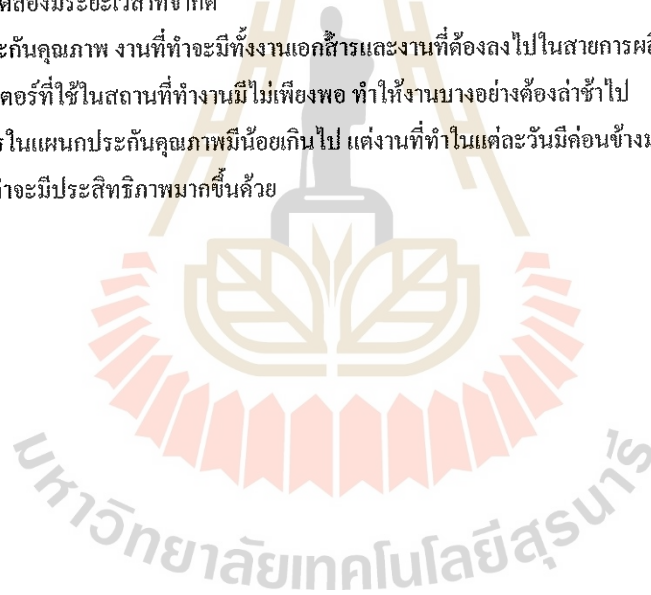 ดลองมีระยะเวลาที่จำกัด
ะกันคุณภาพ งานที่ทำจะมีทั้งงานเอกสารและงานที่ต้องลงไปในสายการผลิ
ตอร์ที่ใช้ในสถานที่ทำงานมีไม่เพียงพอ ทำให้งานบางอย่างต้องล่าช้าไป
รในแผนกประกันคุณภาพมีน้อยเกินไป แต่งานที่ทำในแต่ละวันมีค่อนข้างม
ำจะมีประสิทธิภาพมากขึ้นด้วย
มหาวิทยาลัยเทคโนโลยีสุรนารี